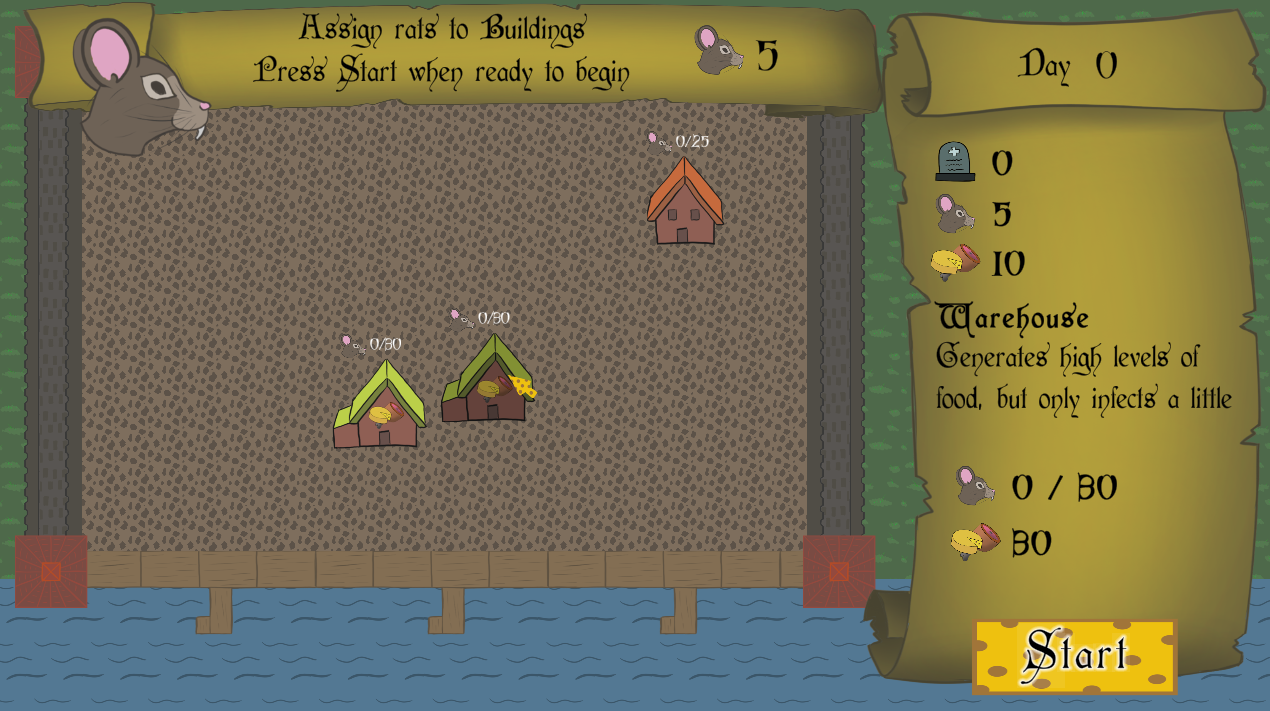 Assign rats to Buildings
Press Start when ready to begin
5
Day 0
0/25
0
5
10
0/30
0/30
Warehouse
Generates high levels of
food, but only infects a little
0 / 30
30
Start